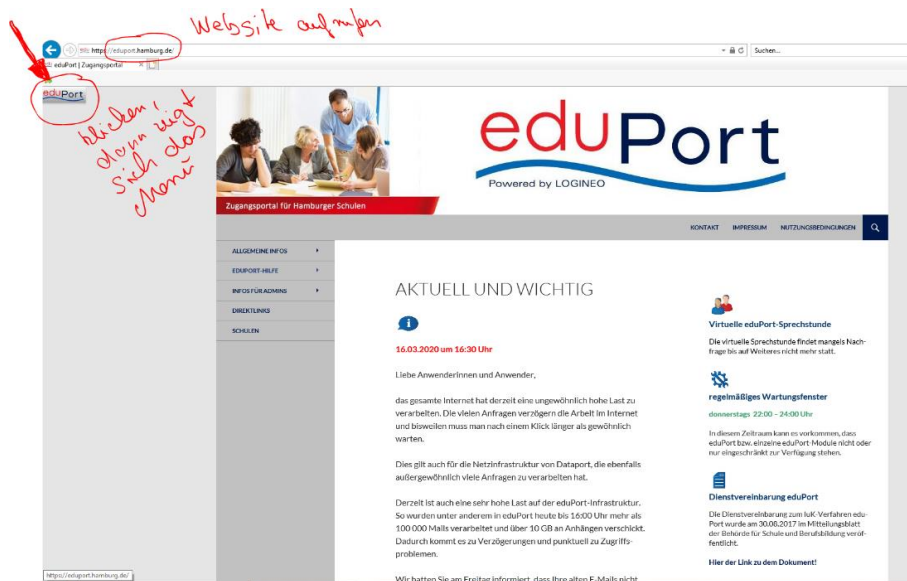 Website aufrufen
https://eduport.hamburg.de/
Suchen...
eduPort | Zugangsportal
eduPort
klicken,
dann zeigt
sich das
Menü
eduPort
Powered by LOGINEO
Zugangsportal für Hamburger Schulen
KONTAKT IMPRESSUM NUTZUNGSBEDINGUNGEN
ALLGEMEINE INFOS
EDUPORT-HILFE
INFOS FÜR ADMINS
DIREKTLINKS
SCHULEN
AKTUELL UND WICHTIG
16.03.2020 um 16:30 Uhr
Liebe Anwenderinnen und Anwender,
das gesamte Internet hat derzeit eine ungewöhnlich hohe Last zu
verarbeiten. Die vielen Anfragen verzögern die Arbeit im Internet
und bisweilen muss man nach einem Klick länger als gewöhnlich
warten.
Dies gilt auch für die Netzinfrastruktur von Dataport, die ebenfalls
außergewöhnlich viele Anfragen zu verarbeiten hat.
Derzeit ist auch eine sehr hohe Last auf der eduPort-Infrastruktur.
So wurden unter anderem in eduPort heute bis 16:00 Uhr mehr als
100 000 Mails verarbeitet und über 10 GB an Anhängen verschickt.
Dadurch kommt es zu Verzögerungen und punktuell zu Zugriffs-
problemen.
Wir hatten Sie am Freitag informiert, dass Ihre alten E-Mails nicht
Virtuelle eduPort-Sprechstunde
Die virtuelle Sprechstunde findet mangels Nach-
frage bis auf Weiteres nicht mehr statt.
regelmäßiges Wartungsfenster
donnerstags 22:00 – 24:00 Uhr
In diesem Zeitraum kann es vorkommen, dass
eduPort bzw. einzelne eduPort-Module nicht oder
nur eingeschränkt zur Verfügung stehen.
Dienstvereinbarung eduPort
Die Dienstvereinbarung zum IuK-Verfahren edu-
Port wurde am 30.08.2017 im Mitteilungsblatt
der Behörde für Schule und Berufsbildung veröf-
fentlicht.
Hier der Link zu dem Dokument!
https://eduport.hamburg.de/